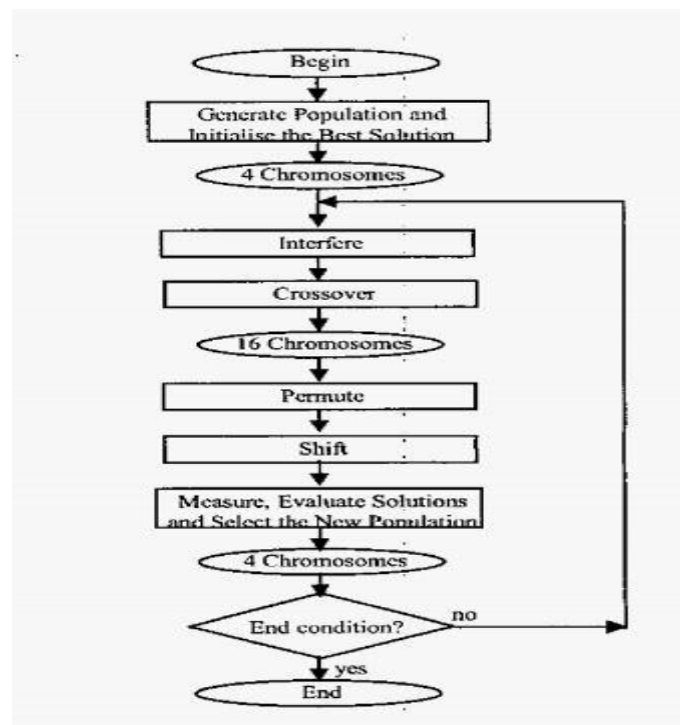 Begin
Generate Population and
Initialise the Best Solution
4 Chromosomes
Interfere
Crossover
16 Chromosomes
Permute
Shift
Measure, Evaluate Solutions
and Select the New Population
4 Chromosomes
End condition?
no
yes
End